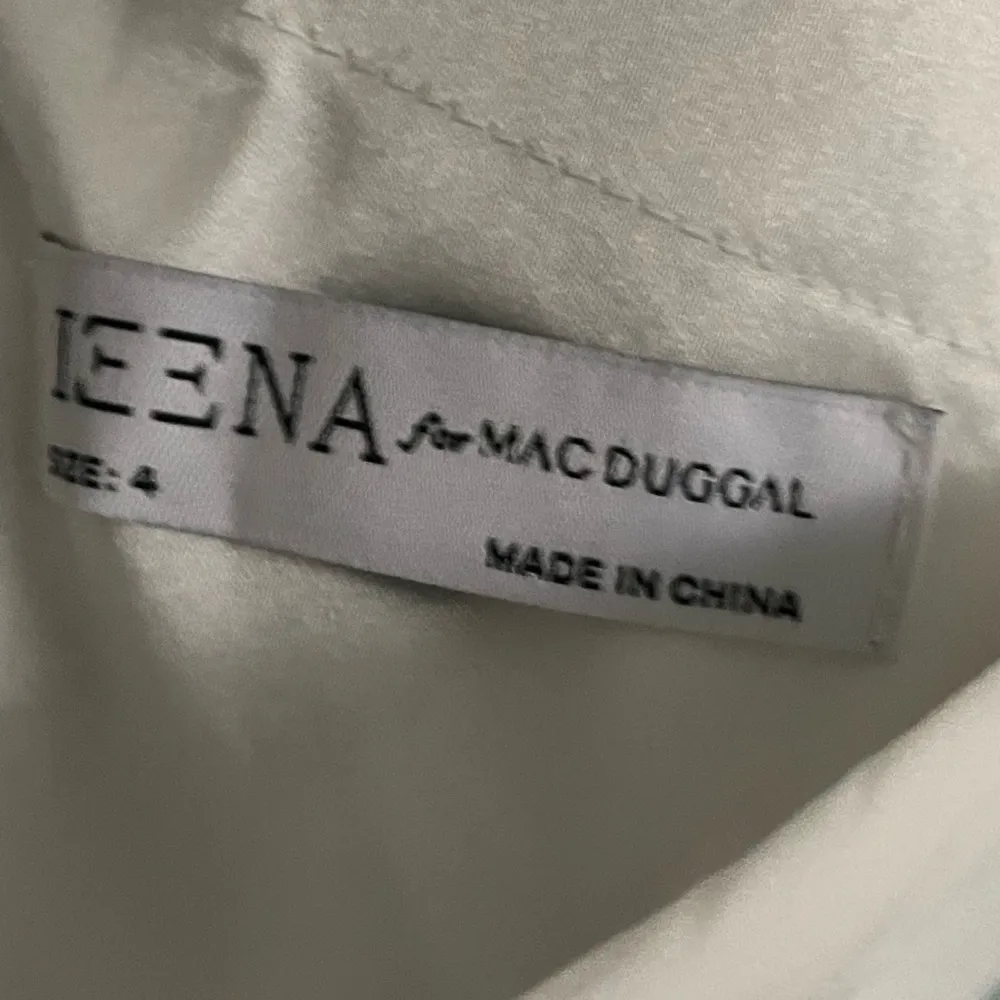 IEENA for MAC DUGGAL
SIZE: 4
MADE IN CHINA